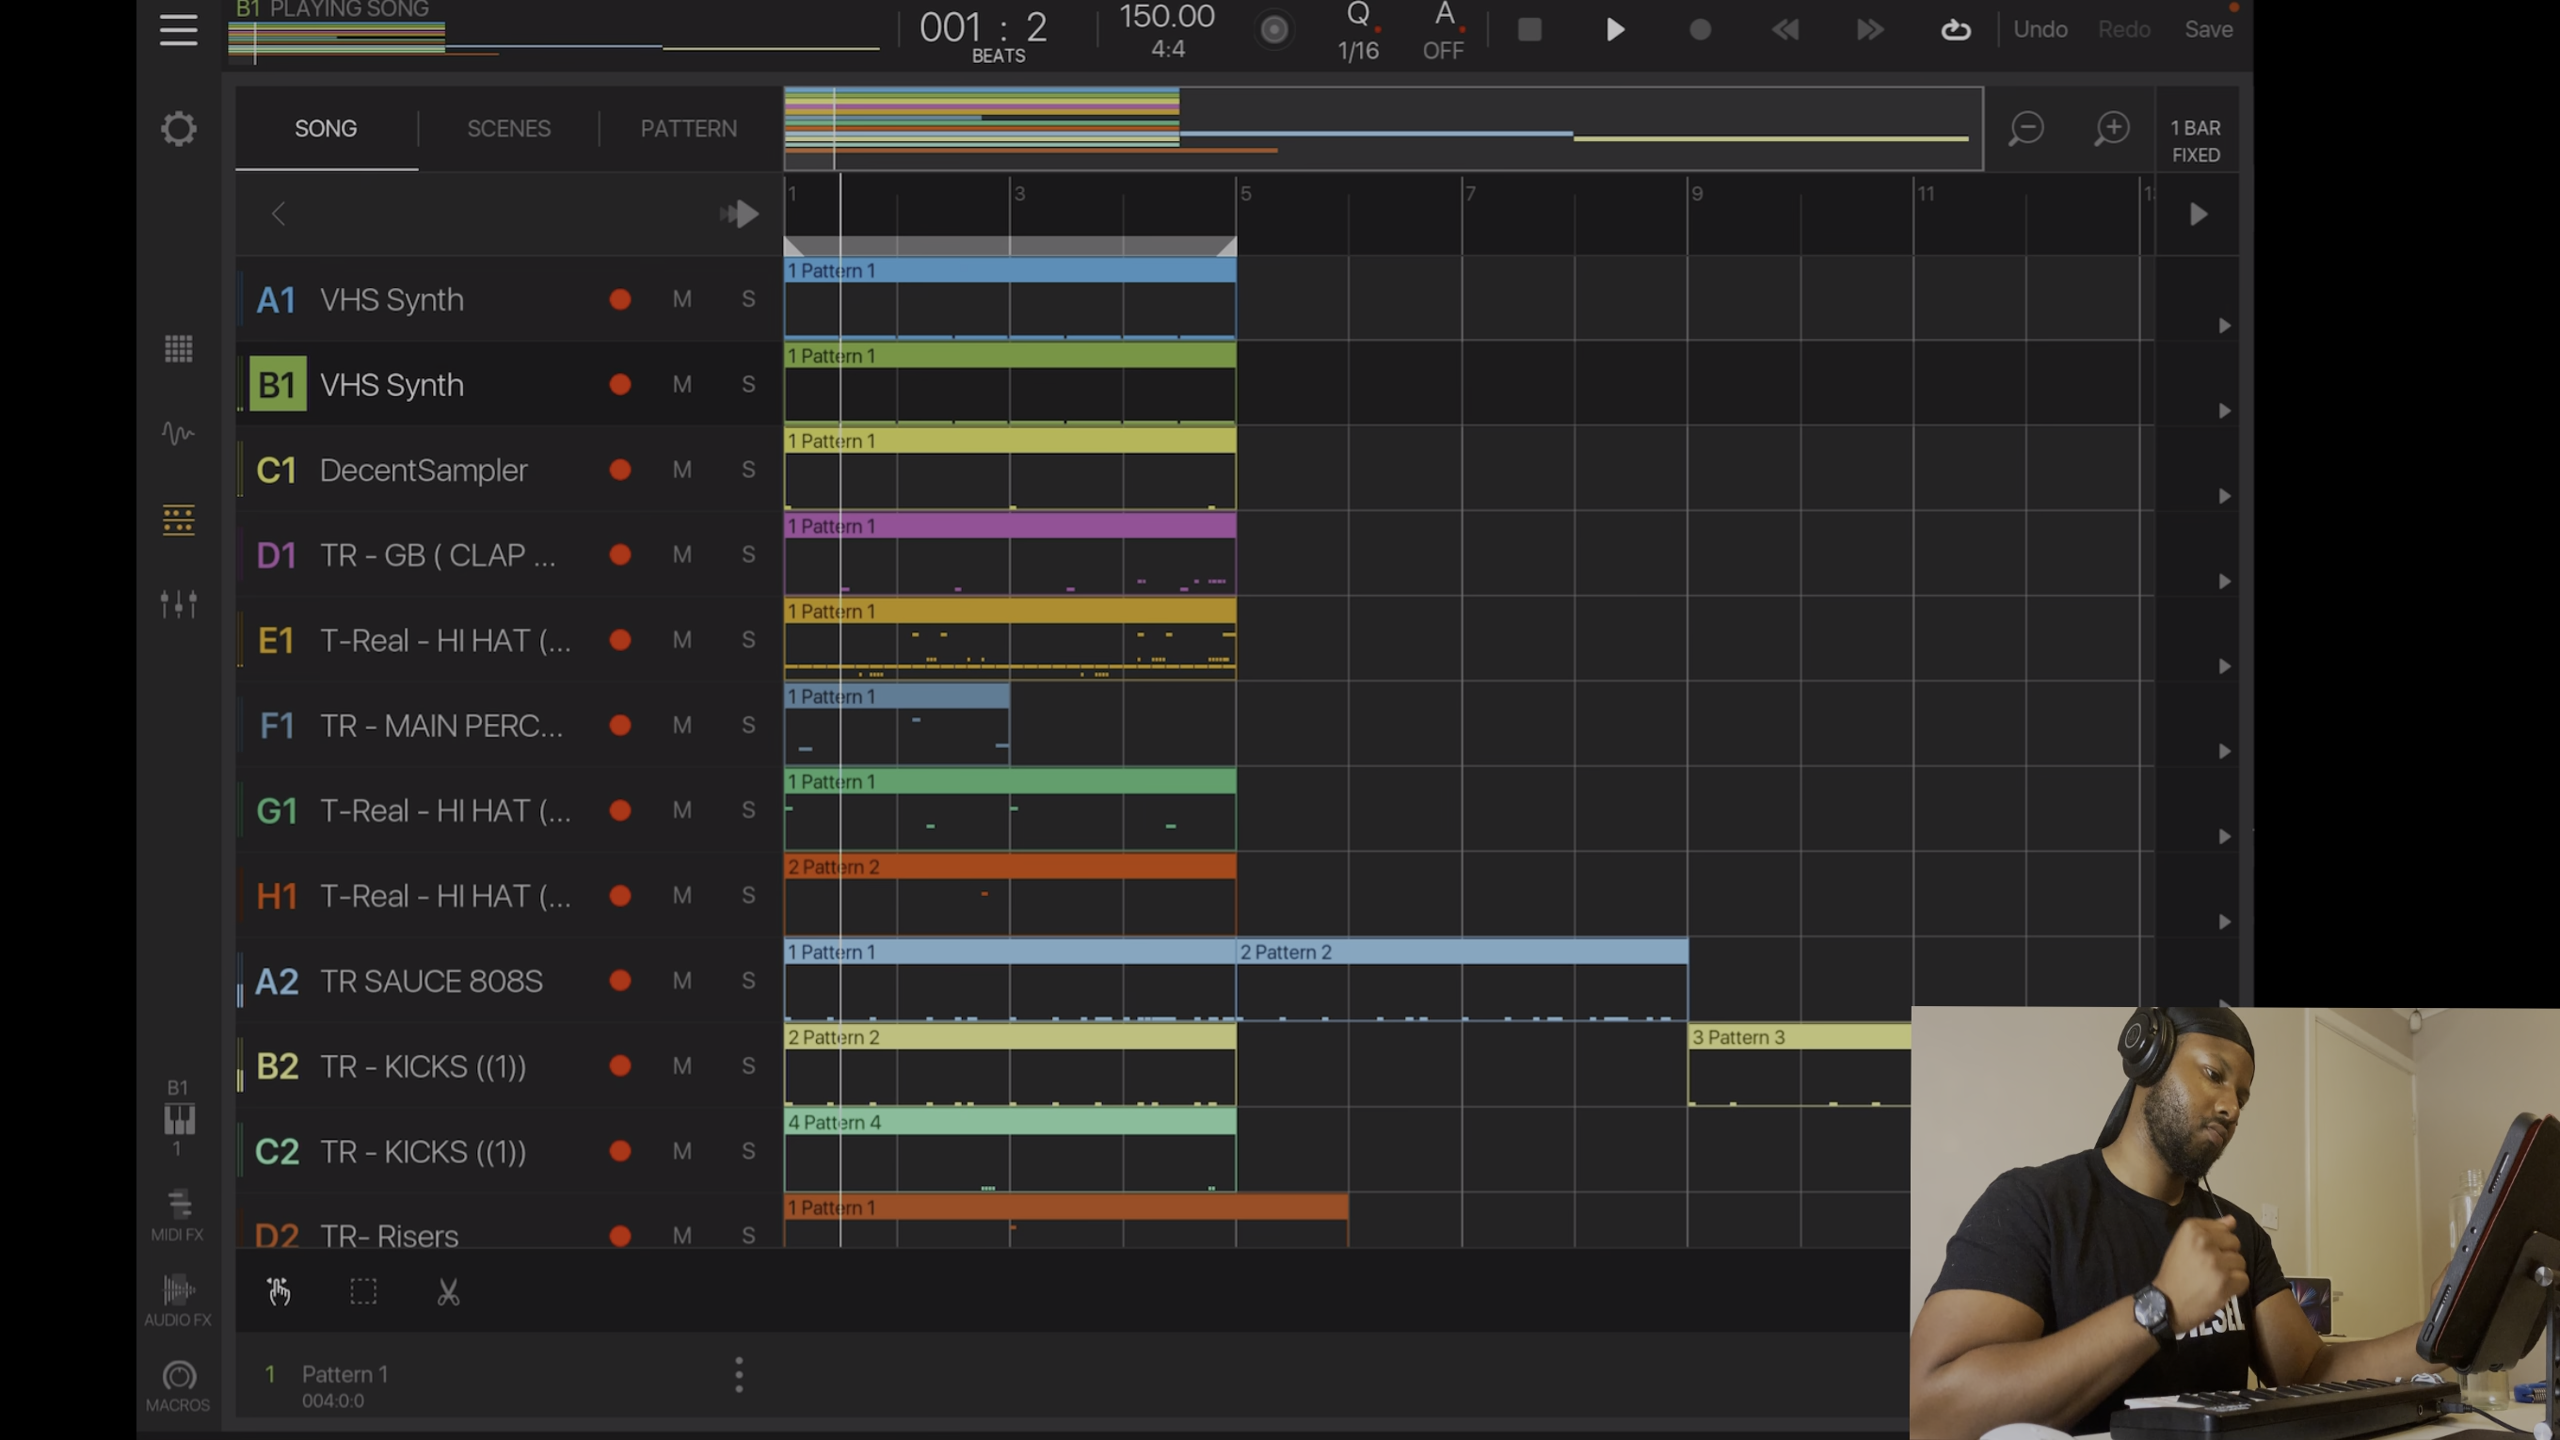 B1 PLAYING SONG
001 : 2
BEATS
150.00
4:4
Q
1/16
A
OFF
Undo
Redo
Save
SONG
SCENES
PATTERN
1 BAR
FIXED
1
3
5
7
9
11
A1 VHS Synth M S
1 Pattern 1
B1 VHS Synth M S
1 Pattern 1
C1 DecentSampler M S
1 Pattern 1
D1 TR - GB ( CLAP ... M S
1 Pattern 1
E1 T-Real - HI HAT (... M S
1 Pattern 1
F1 TR - MAIN PERC... M S
1 Pattern 1
G1 T-Real - HI HAT (... M S
1 Pattern 1
H1 T-Real - HI HAT (... M S
2 Pattern 2
A2 TR SAUCE 808S M S
1 Pattern 1
2 Pattern 2
B2 TR - KICKS ((1)) M S
2 Pattern 2
3 Pattern 3
C2 TR - KICKS ((1)) M S
4 Pattern 4
D2 TR- Risers M S
1 Pattern 1
B1
1
MIDI FX
AUDIO FX
MACROS
1 Pattern 1
004:0:0